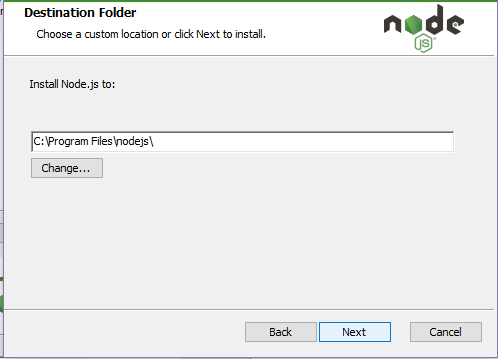 Destination Folder
Choose a custom location or click Next to install.
node
JS
Install Node.js to:
C:\Program Files\nodejs\
Change...
Back
Next
Cancel